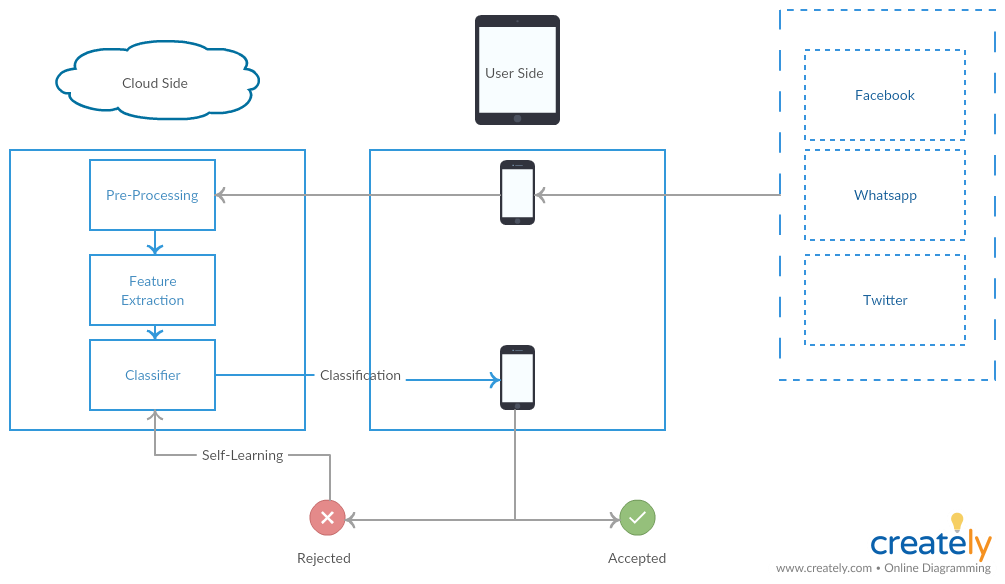 Cloud Side
User Side
Facebook
Pre-Processing
Whatsapp
Feature
Extraction
Twitter
Classifier
Classification
Self-Learning
Rejected
Accepted
creately
www.creately.com • Online Diagramming